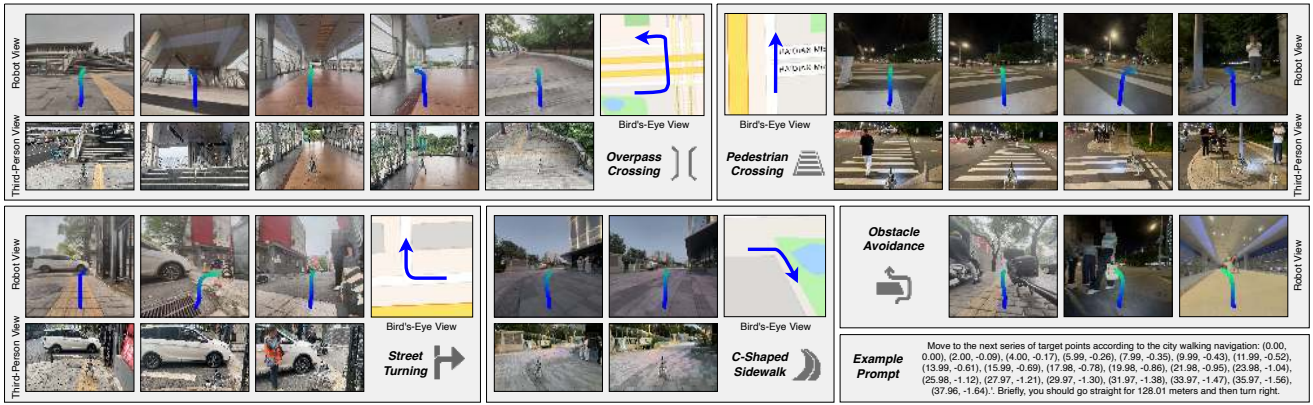 Robot View
Third-Person View
Bird's-Eye View
Overpass
Crossing
Bird's-Eye View
Pedestrian
Crossing
Robot View
Third-Person View
Robot View
Third-Person View
Bird's-Eye View
Street
Turning
Bird's-Eye View
C-Shaped
Sidewalk
Obstacle
Avoidance
Robot View
Example
Prompt
Move to the next series of target points according to the city walking navigation: (0.00,
0.00), (2.00, -0.09), (4.00, -0.17), (5.99, -0.26), (7.99, -0.35), (9.99, -0.43), (11.99, -0.52),
(13.99, -0.61), (15.99, -0.69), (17.98, -0.78), (19.98, -0.86), (21.98, -0.95), (23.98, -1.04),
(25.98, -1.12), (27.97, -1.21), (29.97, -1.30), (31.97, -1.38), (33.97, -1.47), (35.97, -1.56),
(37.96, -1.64).'. Briefly, you should go straight for 128.01 meters and then turn right.